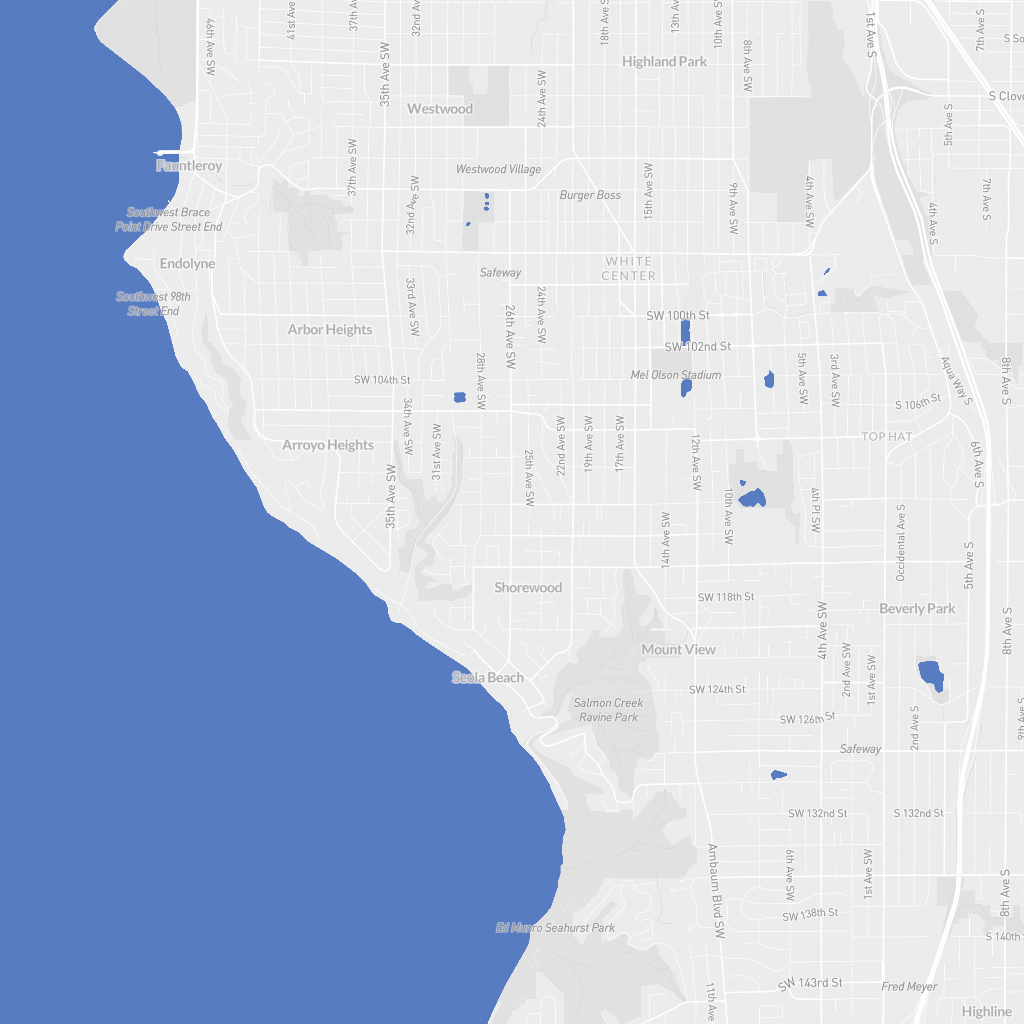 41st Ave
37th Ave
32nd Ave
18th Ave S
13th Ave
10th Ave S
1st Ave S
7th Ave S
46th Ave SW
35th Ave SW
8th Ave SW
S So
Highland Park
24th Ave SW
S Clove
Westwood
5th Ave S
37th Ave SW
Fauntleroy
Westwood Village
15th Ave SW
Burger Boss
9th Ave SW
4th Ave SW
7th Ave S
32nd Ave SW
4th Ave S
Southwest Brace
Point Drive Street End
Endolyne
WHITE
CENTER
Safeway
Southwest 98th
Street End
33rd Ave SW
24th Ave SW
26th Ave SW
SW 100th St
Arbor Heights
SW 102nd St
28th Ave SW
Mel Olson Stadium
5th Ave SW
3rd Ave SW
Aqua Way S
8th Ave S
SW 104th St
S 106th St
34th Ave SW
Arroyo Heights
31st Ave SW
22nd Ave SW
19th Ave SW
17th Ave SW
TOP HAT
12th Ave SW
6th Ave S
25th Ave SW
35th Ave SW
10th Ave SW
4th Pl SW
14th Ave SW
Occidental Ave S
5th Ave S
Shorewood
SW 118th St
Beverly Park
4th Ave SW
8th Ave S
Mount View
2nd Ave SW
1st Ave SW
Seola Beach
SW 124th St
Salmon Creek
Ravine Park
SW 126th St
2nd Ave S
9th Ave S
Safeway
SW 132nd St
S 132nd St
Ambaum Blvd SW
6th Ave SW
1st Ave SW
8th Ave S
SW 138th St
Ed Munro Seahurst Park
S 140th S
SW 143rd St
Fred Meyer
11th Ave
Highline